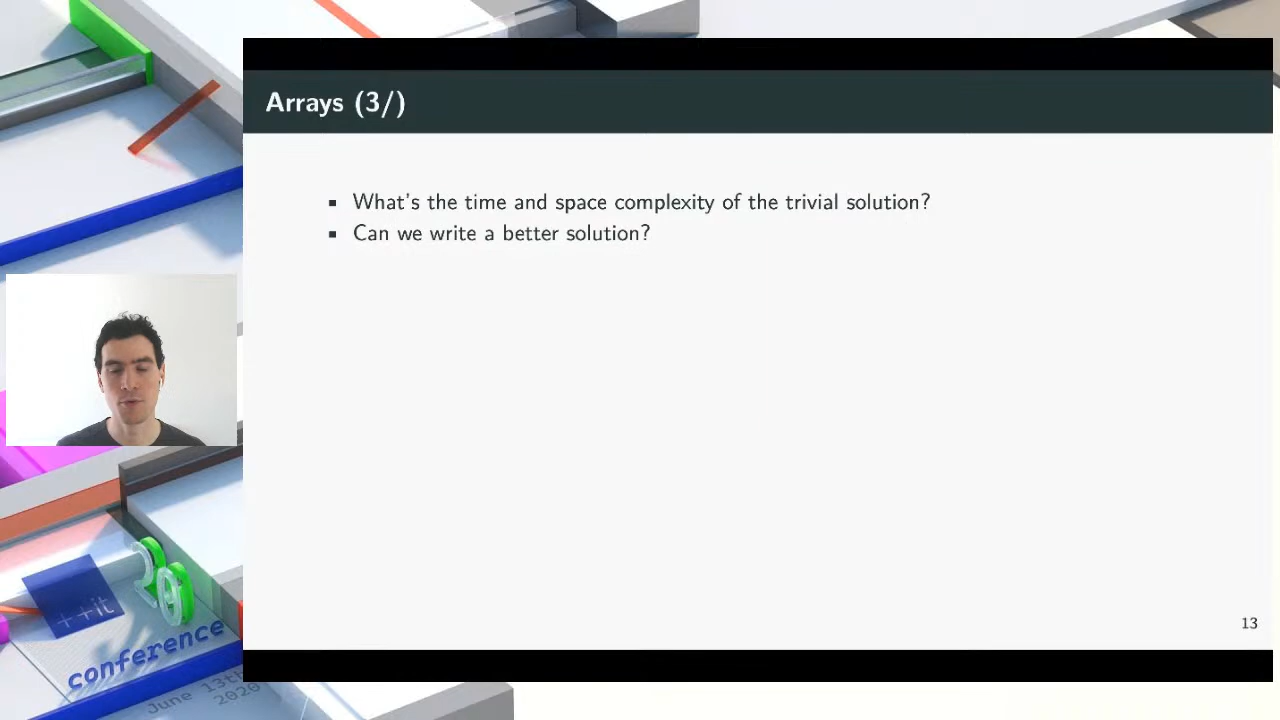 Arrays (3/)
▪ What's the time and space complexity of the trivial solution?
▪ Can we write a better solution?
13
20
++it
conference
June 13th
2020